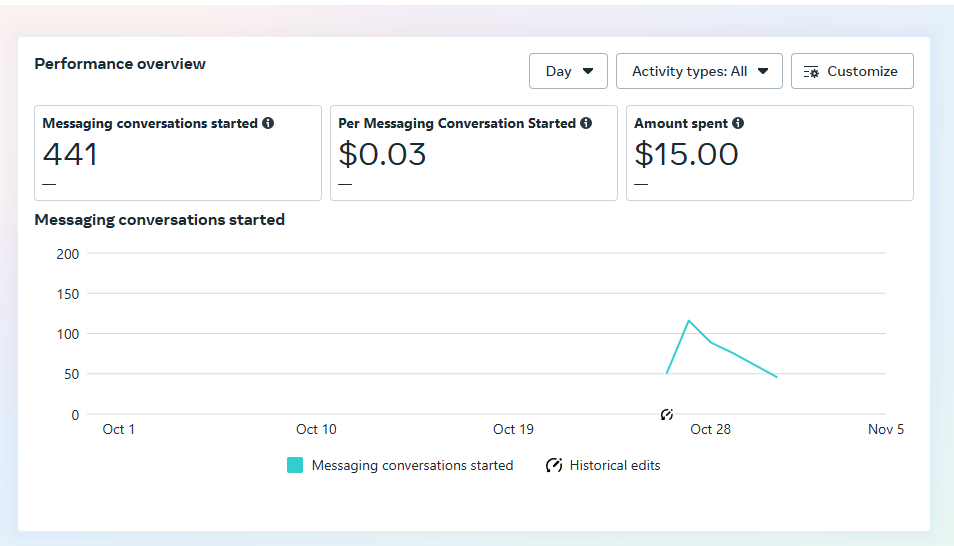 Performance overview
Day
Activity types: All
Customize
Messaging conversations started
441
—
Per Messaging Conversation Started
$0.03
—
Amount spent
$15.00
—
Messaging conversations started
200
150
100
50
0
Oct 1 Oct 10 Oct 19 Oct 28 Nov 5
Messaging conversations started Historical edits